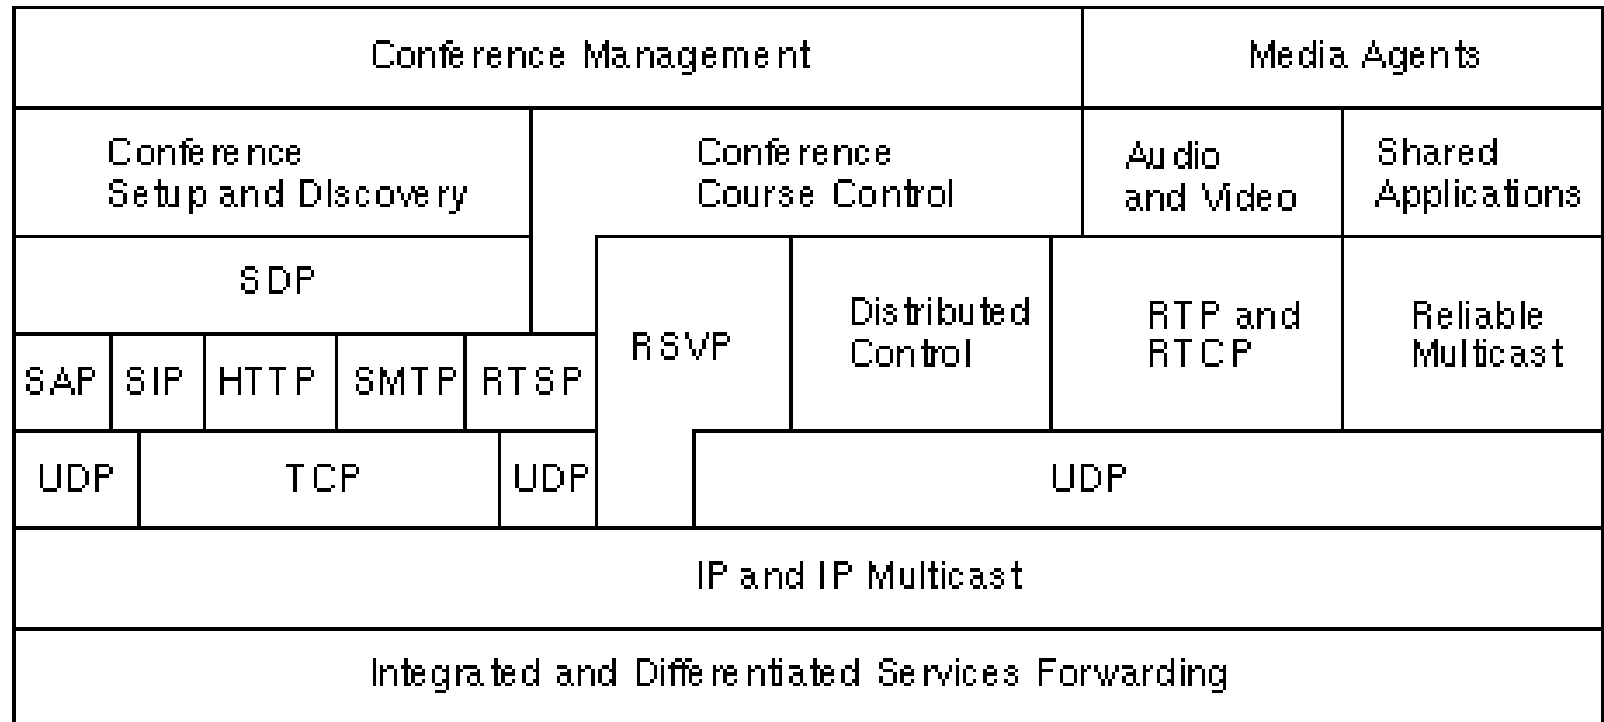 Conference Management
Media Agents
Conference
Setup and DIscovery
Conference
Course Control
Audio
and Video
Shared
Applications
SDP
RSVP
Distributed
Control
RTP and
RTCP
Reliable
Multicast
SAP
SIP
HTTP
SMTP
RTSP
UDP
TCP
UDP
UDP
IP and IP Multicast
Integrated and Differentiated Services Forwarding